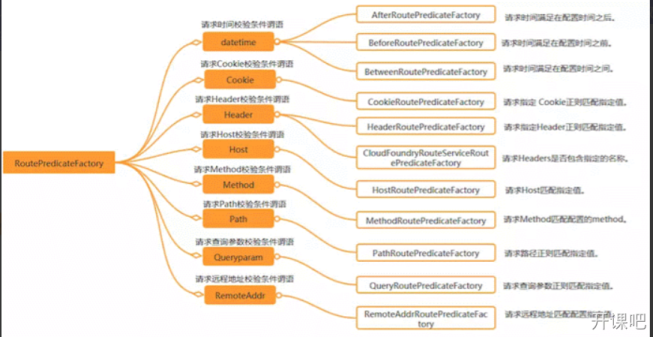 RoutePredicateFactory
请求时间校验条件谓语
datetime
AfterRoutePredicateFactory
请求时间满足在配置时间之后。
BeforeRoutePredicateFactory
请求时间满足在配置时间之前。
BetweenRoutePredicateFactory
请求时间满足在配置时间之间。
请求Cookie校验条件谓语
Cookie
CookieRoutePredicateFactory
请求指定 Cookie正则匹配指定值。
请求Header校验条件谓语
Header
HeaderRoutePredicateFactory
请求指定Header正则匹配指定值。
CloudFoundryRouteServiceRout
ePredicateFactory
请求Headers是否包含指定的名称。
请求Host校验条件谓语
Host
HostRoutePredicateFactory
请求Host匹配指定值。
请求Method校验条件谓语
Method
MethodRoutePredicateFactory
请求Method匹配配置的method。
请求Path校验条件谓语
Path
PathRoutePredicateFactory
请求路径正则匹配指定值。
请求查询参数校验条件谓语
Queryparam
QueryRoutePredicateFactory
请求查询参数正则匹配指定值。
请求远程地址校验条件谓语
RemoteAddr
RemoteAddrRoutePredicateFac
tory
请求远程地址匹配配置指定值。
开课吧